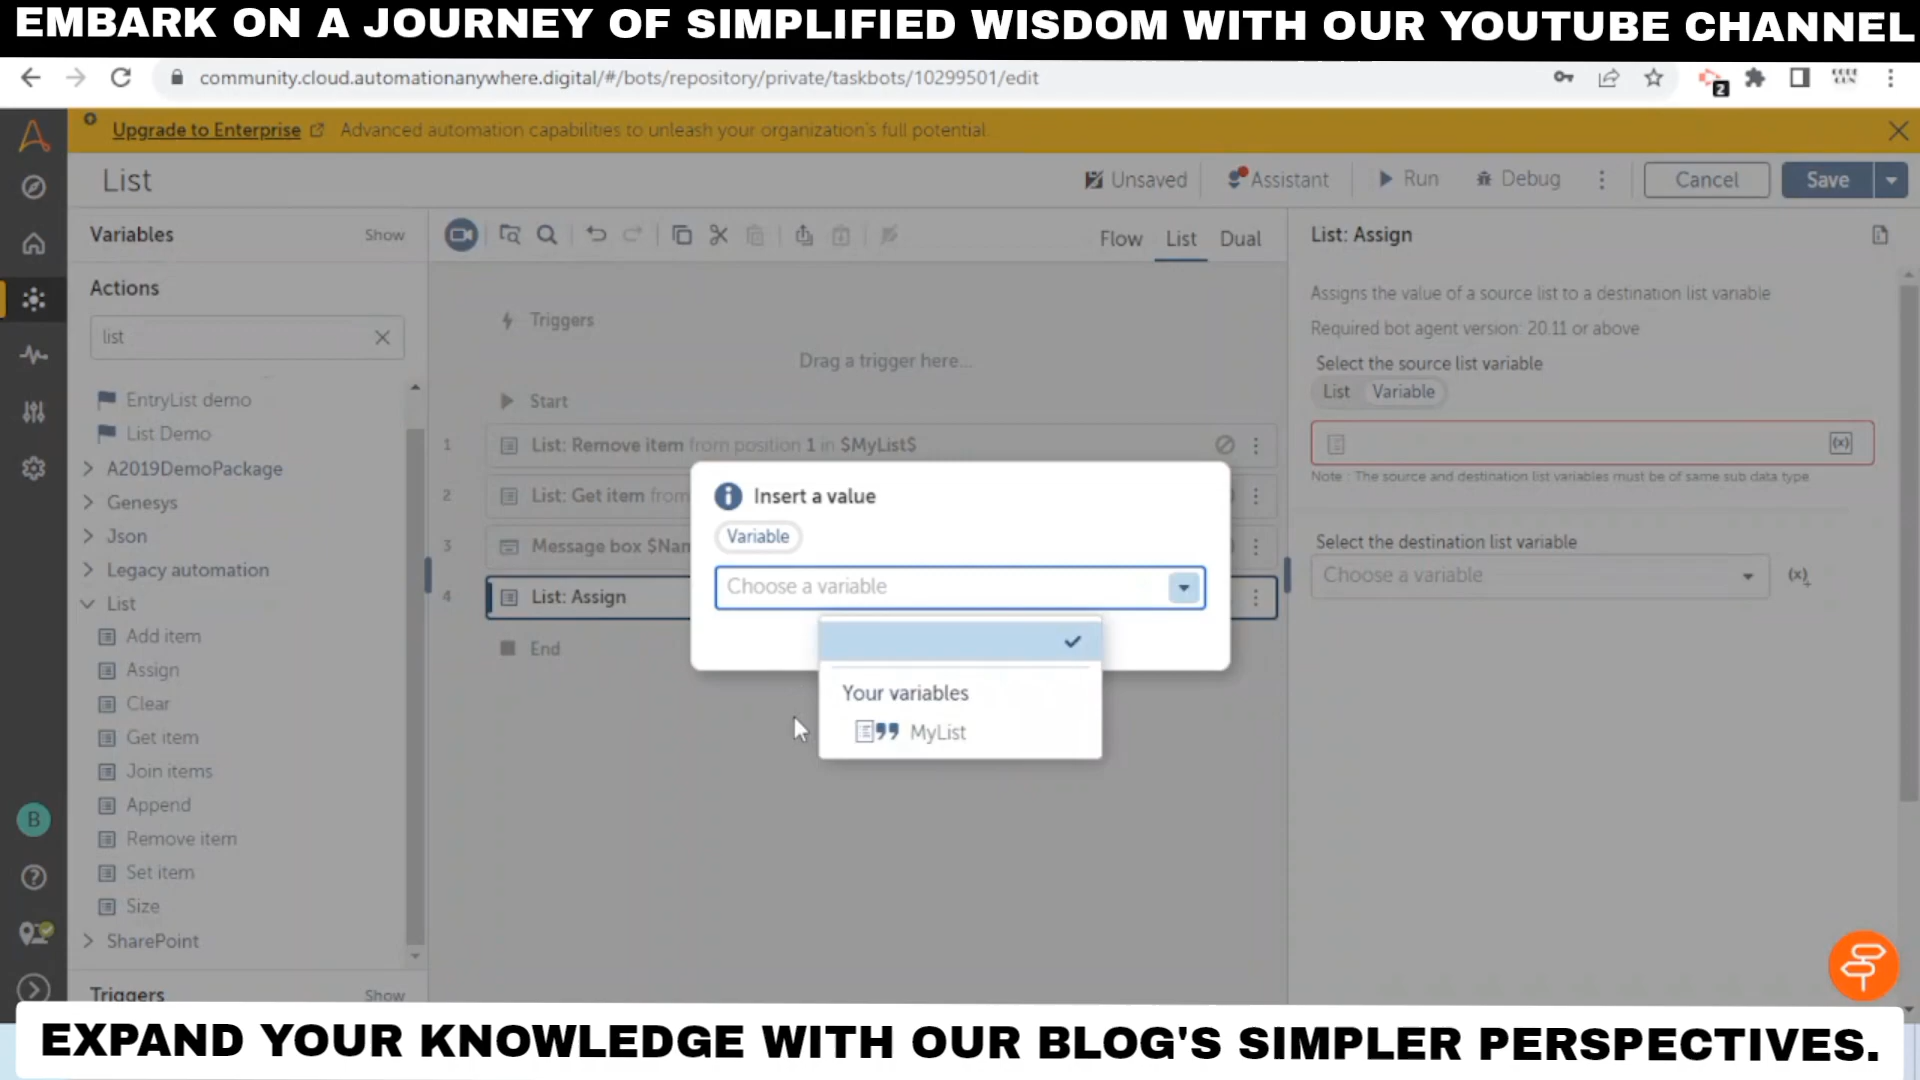 EMBARK ON A JOURNEY OF SIMPLIFIED WISDOM WITH OUR YOUTUBE CHANNEL
community.cloud.automationanywhere.digital/#/bots/repository/private/taskbots/10299501/edit
2
CODE GUN
Upgrade to Enterprise Advanced automation capabilities to unleash your organization's full potential
List
Unsaved
Assistant
Run
Debug
Cancel
Save
Variables
Show
Actions
list
EntryList demo
List Demo
A2019DemoPackage
Genesys
Json
Legacy automation
List
Add item
Assign
Clear
Get item
Join items
Append
Remove item
Set item
Size
SharePoint
Triggers
Show
B
Flow
List
Dual
Triggers
Drag a trigger here...
Start
1 List: Remove item from position 1 in $MyList$
2 List: Get item from
3 Message box $Nam
4 List: Assign
End
Insert a value
Variable
Choose a variable
Your variables
MyList
List: Assign
Assigns the value of a source list to a destination list variable
Required bot agent version: 20.11 or above
Select the source list variable
List Variable
(x)
Note : The source and destination list variables must be of same sub data type
Select the destination list variable
Choose a variable
(x)
EXPAND YOUR KNOWLEDGE WITH OUR BLOG'S SIMPLER PERSPECTIVES.